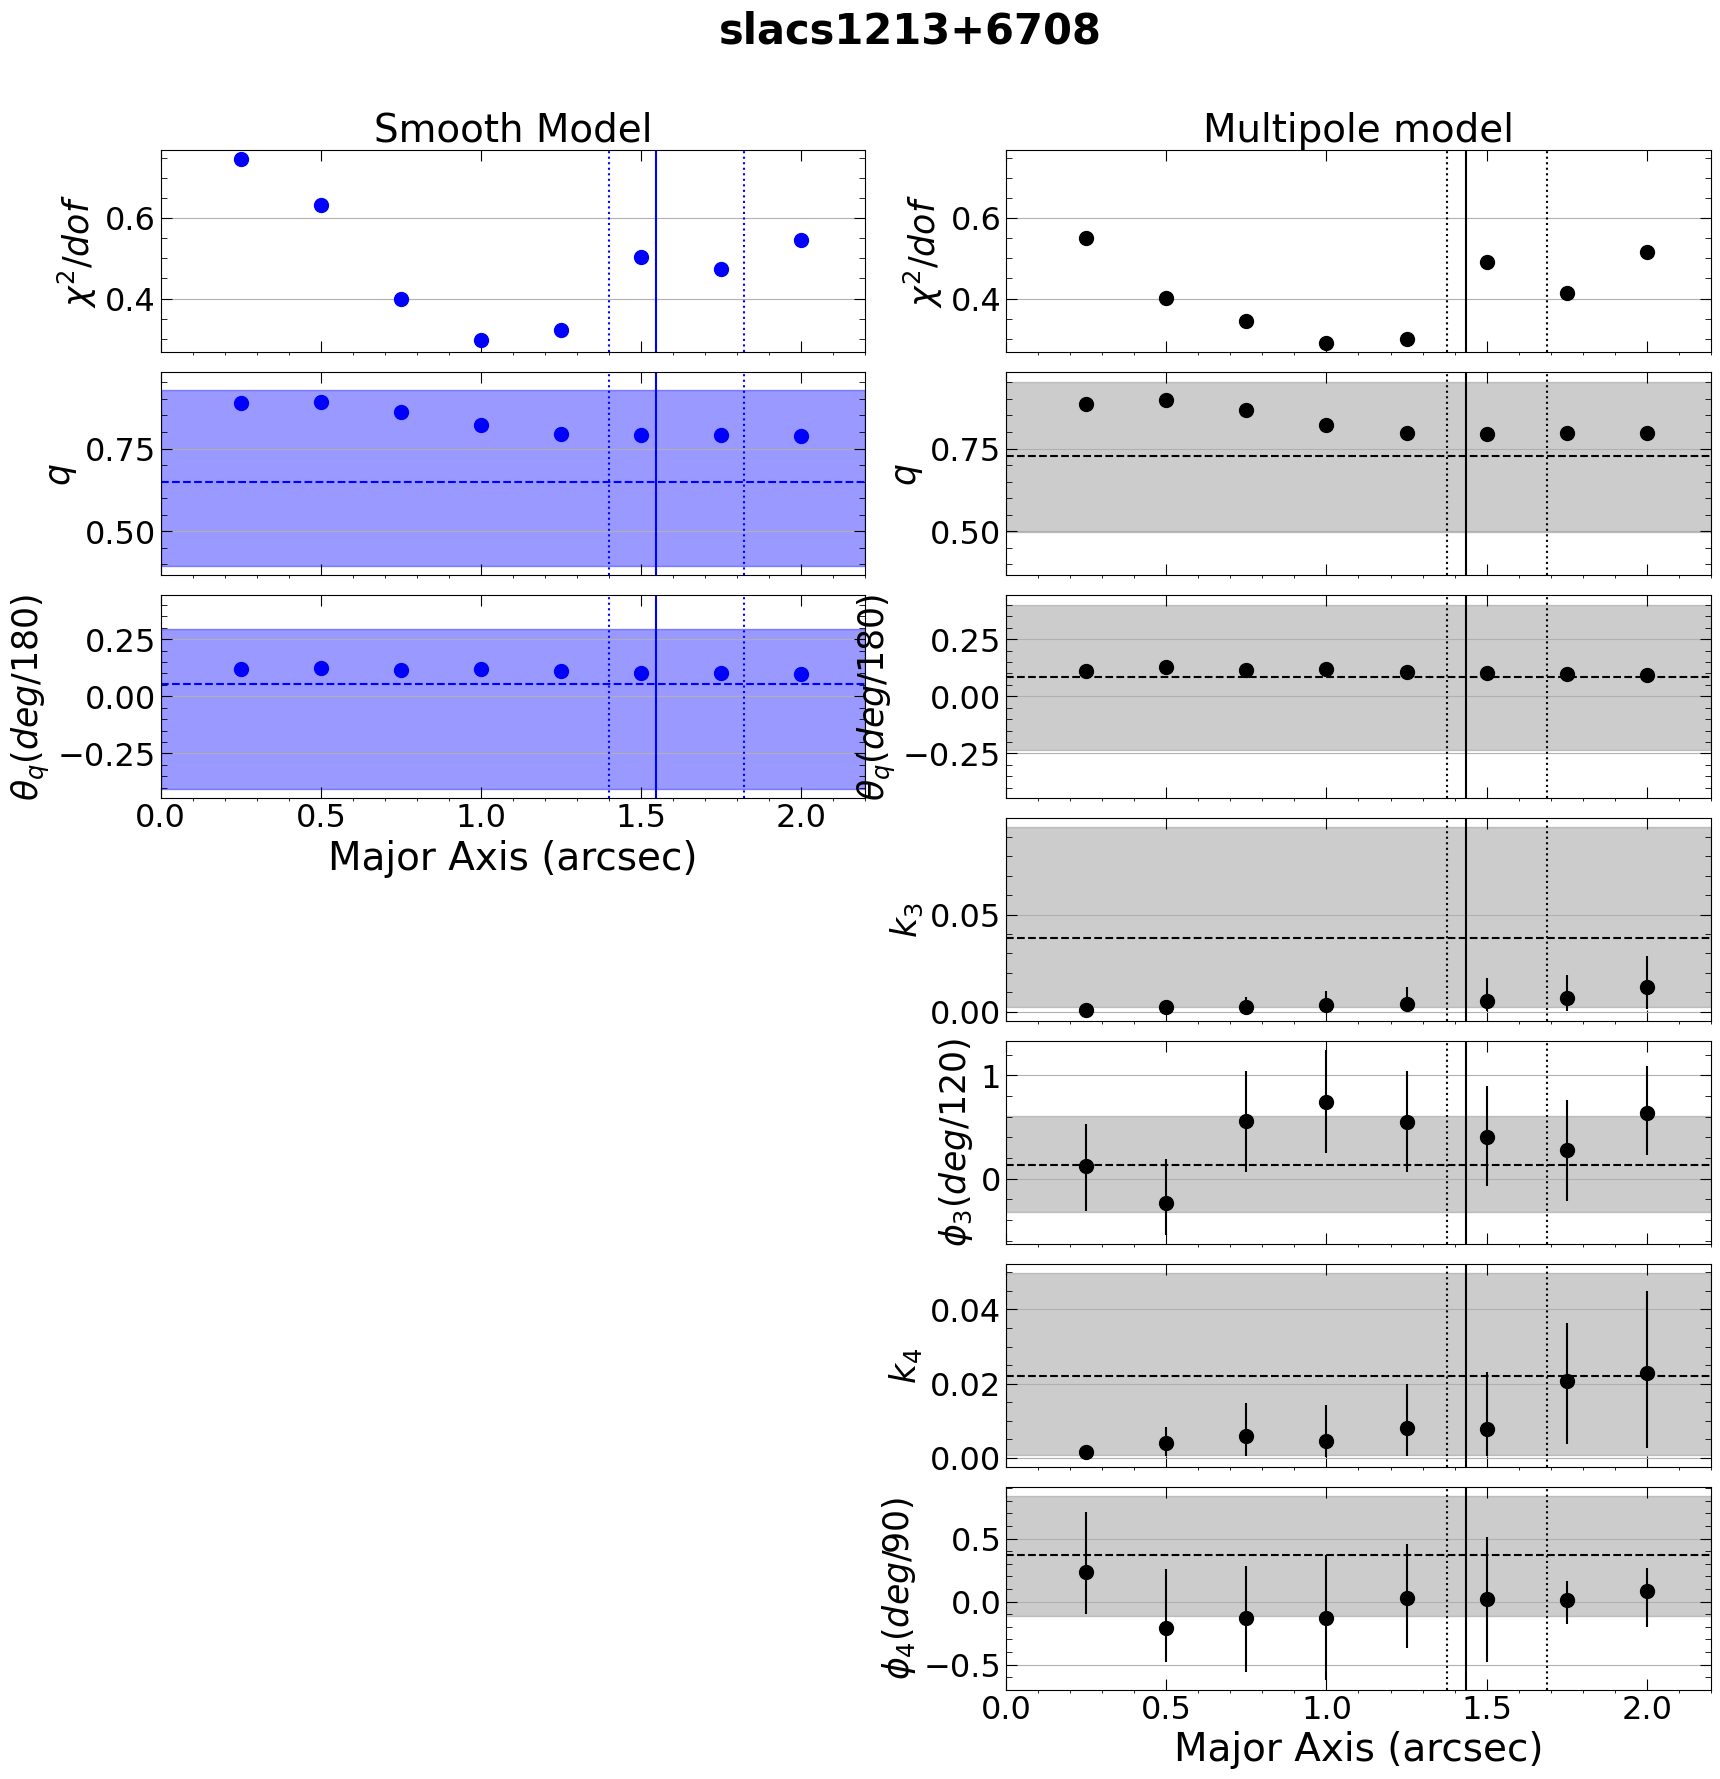 slacs1213+6708
Smooth Model
χ²/dof
0.6
0.4
q
0.75
0.50
θ_q(deg/180)
0.25
0.00
−0.25
0.0 0.5 1.0 1.5 2.0
Major Axis (arcsec)
Multipole model
χ²/dof
0.6
0.4
q
0.75
0.50
θ_q(deg/180)
0.25
0.00
−0.25
k₃
0.05
0.00
ϕ₃(deg/120)
1
0
k₄
0.04
0.02
0.00
ϕ₄(deg/90)
0.5
0.0
−0.5
0.0 0.5 1.0 1.5 2.0
Major Axis (arcsec)